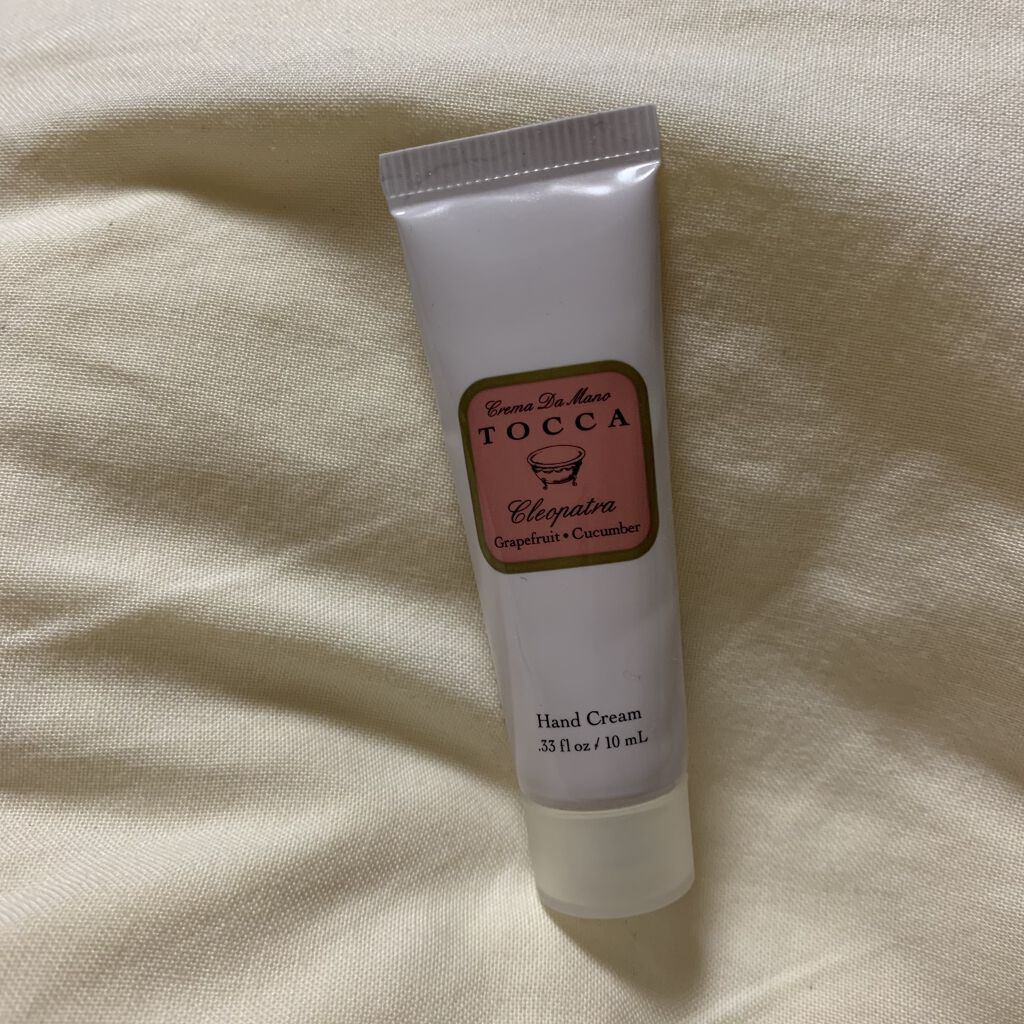 Crema Da Mano
TOCCA
Cleopatra
Grapefruit • Cucumber
Hand Cream
.33 fl oz / 10 mL